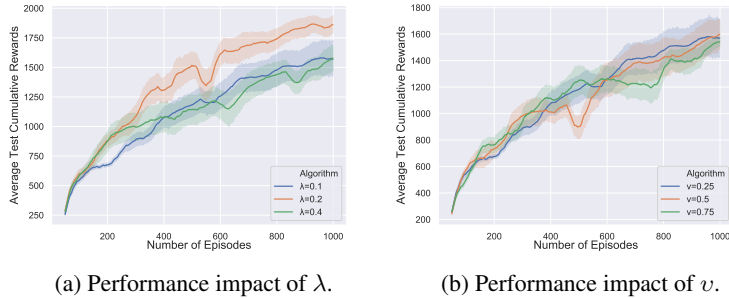 Average Test Cumulative Rewards
2000
1750
1500
1250
1000
750
500
250
200
400
600
800
1000
Number of Episodes
Algorithm
λ=0.1
λ=0.2
λ=0.4
(a) Performance impact of λ.
Average Test Cumulative Rewards
1800
1600
1400
1200
1000
800
600
400
200
200
400
600
800
1000
Number of Episodes
Algorithm
v=0.25
v=0.5
v=0.75
(b) Performance impact of υ.